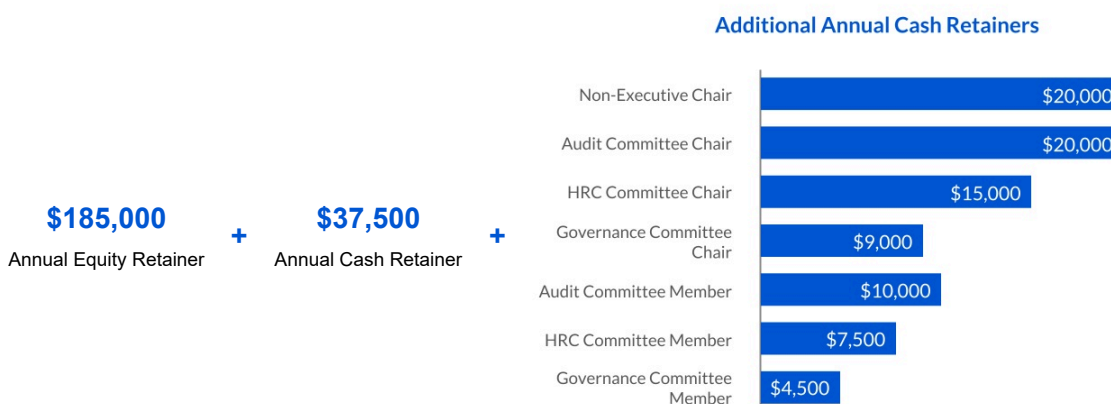 Additional Annual Cash Retainers
Non-Executive Chair
$20,000
Audit Committee Chair
$20,000
HRC Committee Chair
$15,000
Governance Committee
Chair
$9,000
Audit Committee Member
$10,000
HRC Committee Member
$7,500
Governance Committee
Member
$4,500
$185,000
Annual Equity Retainer
+
$37,500
Annual Cash Retainer
+